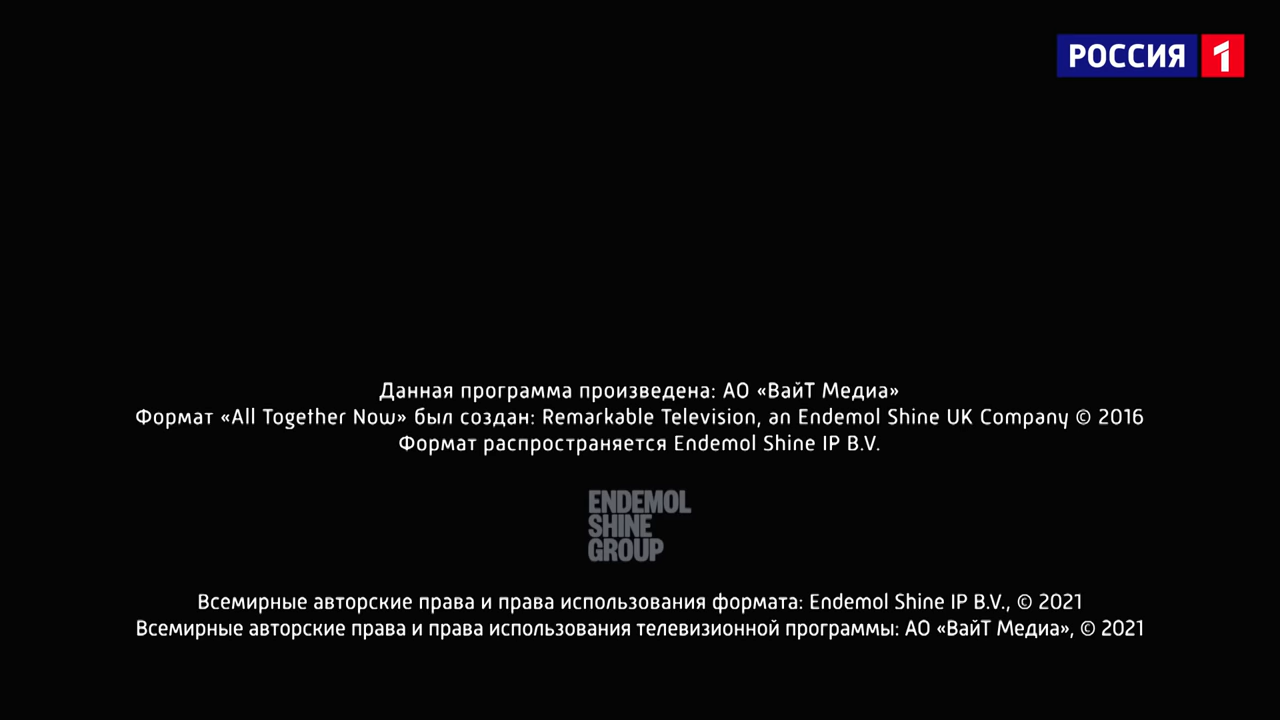 РОССИЯ 1
Данная программа произведена: АО «ВайТ Медиа»
Формат «All Together Now» был создан: Remarkable Television, an Endemol Shine UK Company © 2016
Формат распространяется Endemol Shine IP B.V.
ENDEMOL
SHINE
GROUP
Всемирные авторские права и права использования формата: Endemol Shine IP B.V., © 2021
Всемирные авторские права и права использования телевизионной программы: АО «ВайТ Медиа», © 2021